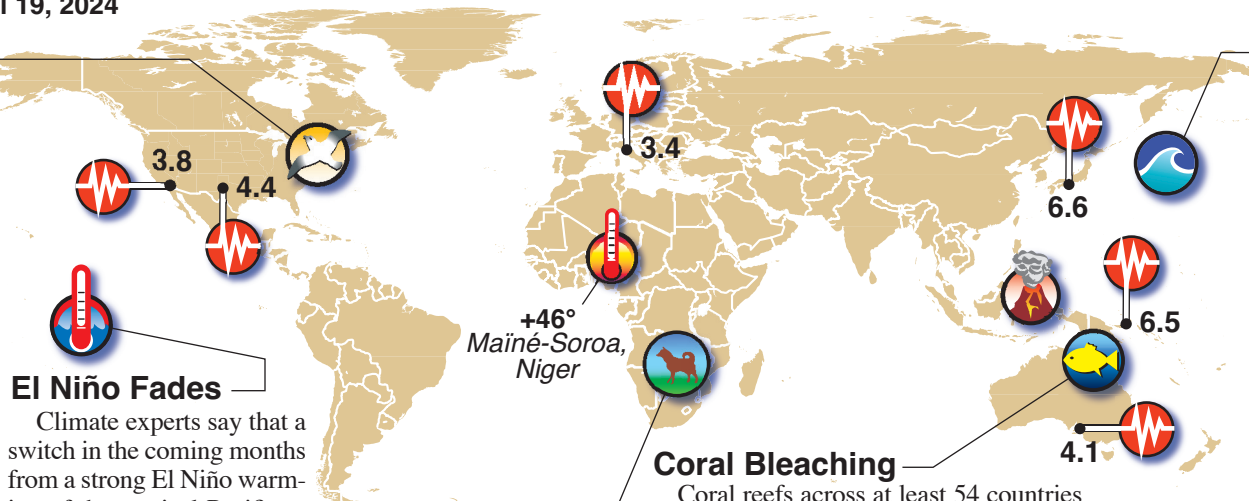 19, 2024
3.8
4.4
3.4
6.6
6.5
4.1
+46°
Maïné-Soroa,
Niger
El Niño Fades
Climate experts say that a
switch in the coming months
from a strong El Niño warm-
Coral Bleaching
Coral reefs across at least 54 countries